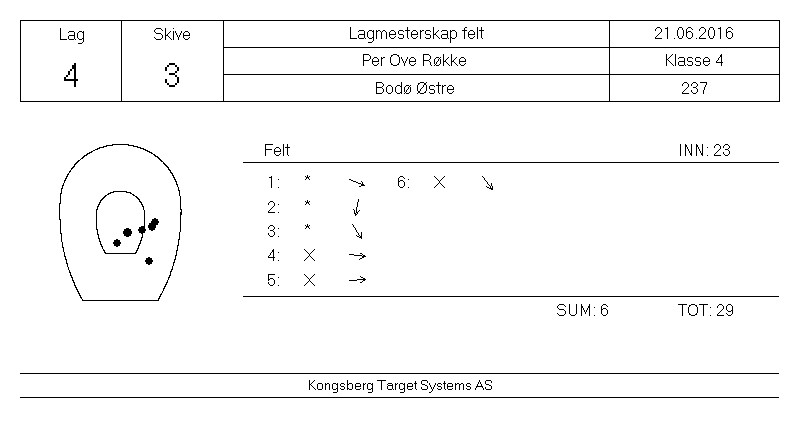 Lag Skive Lagmesterskap felt 21.06.2016
4 3 Per Ove Røkke Klasse 4
Bodø Østre 237
Felt INN: 23
1: * → 6: X ↘
2: * ↓
3: * ↘
4: X →
5: X →
SUM: 6 TOT: 29
Kongsberg Target Systems AS